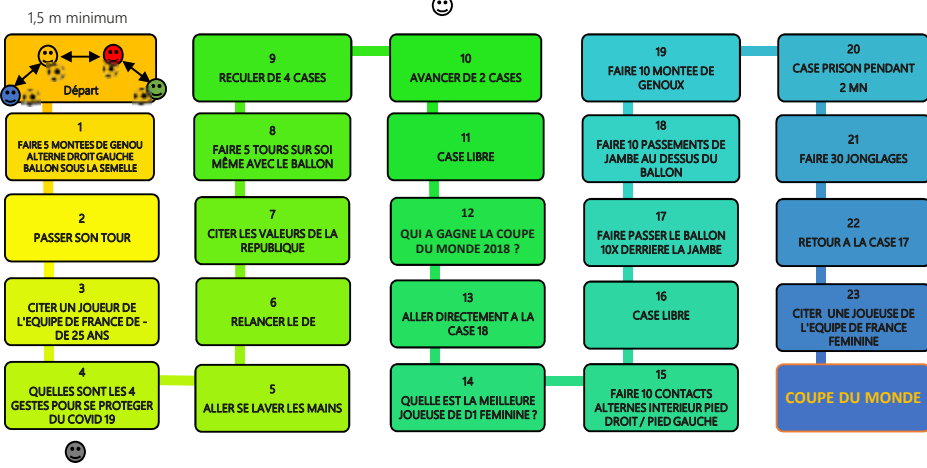 1,5 m minimum
Départ
1
FAIRE 5 MONTEES DE GENOU
ALTERNE DROIT GAUCHE
BALLON SOUS LA SEMELLE
2
PASSER SON TOUR
3
CITER UN JOUEUR DE
L'EQUIPE DE FRANCE DE -
DE 25 ANS
4
QUELLES SONT LES 4
GESTES POUR SE PROTEGER
DU COVID 19
5
ALLER SE LAVER LES MAINS
6
RELANCER LE DE
7
CITER LES VALEURS DE LA
REPUBLIQUE
8
FAIRE 5 TOURS SUR SOI
MÊME AVEC LE BALLON
9
RECULER DE 4 CASES
10
AVANCER DE 2 CASES
11
CASE LIBRE
12
QUI A GAGNE LA COUPE
DU MONDE 2018 ?
13
ALLER DIRECTEMENT A LA
CASE 18
14
QUELLE EST LA MEILLEURE
JOUEUSE DE D1 FEMININE ?
15
FAIRE 10 CONTACTS
ALTERNES INTERIEUR PIED
DROIT / PIED GAUCHE
16
CASE LIBRE
17
FAIRE PASSER LE BALLON
10X DERRIERE LA JAMBE
18
FAIRE 10 PASSEMENTS DE
JAMBE AU DESSUS DU
BALLON
19
FAIRE 10 MONTEE DE
GENOUX
20
CASE PRISON PENDANT
2 MN
21
FAIRE 30 JONGLAGES
22
RETOUR A LA CASE 17
23
CITER UNE JOUEUSE DE
L'EQUIPE DE FRANCE
FEMININE
COUPE DU MONDE